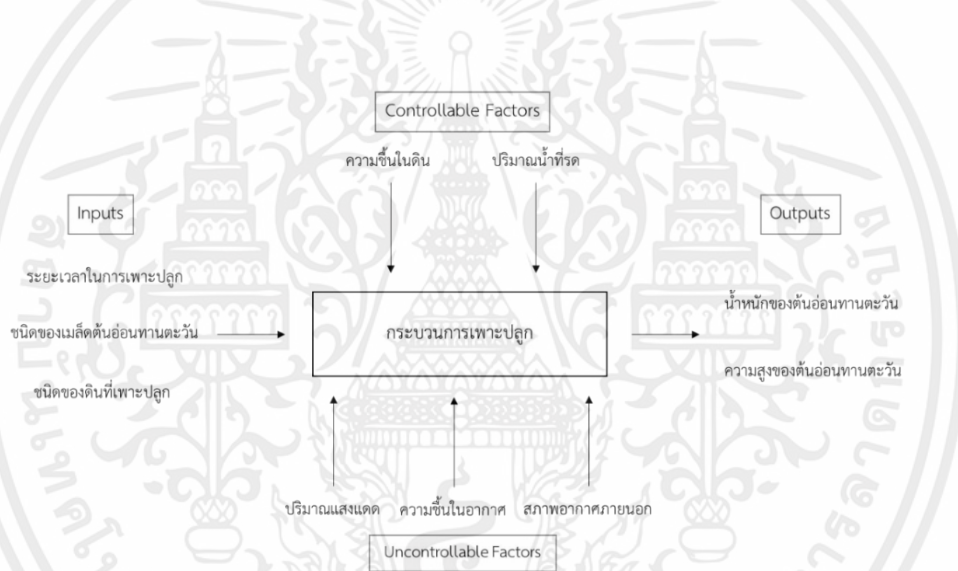 Controllable Factors
ความชื้นในดิน ปริมาณน้ำที่รด
Inputs
Outputs
ระยะเวลาในการเพาะปลูก
ชนิดของเมล็ดต้นอ่อนทานตะวัน
ชนิดของดินที่เพาะปลูก
กระบวนการเพาะปลูก
น้ำหนักของต้นอ่อนทานตะวัน
ความสูงของต้นอ่อนทานตะวัน
ปริมาณแสงแดด ความชื้นในอากาศ สภาพอากาศภายนอก
Uncontrollable Factors